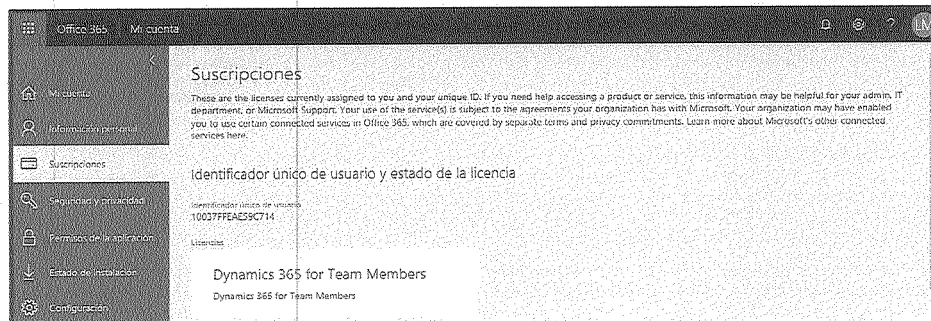 Office 365 Mi cuenta
?
LM
Mi cuenta
Información personal
Suscripciones
Seguridad y privacidad
Permisos de la aplicación
Estado de instalación
Configuración
Suscripciones
These are the licenses currently assigned to you and your unique ID. If you need help accessing a product or service, this information may be helpful for your admin, IT
department, or Microsoft Support. Your use of the service(s) is subject to the agreements your organization has with Microsoft. Your organization may have enabled
you to use certain connected services in Office 365, which are covered by separate terms and privacy commitments. Learn more about Microsoft's other connected
services here.
Identificador único de usuario y estado de la licencia
Identificador único de usuario
10037FFEAE59C714
Licencias
Dynamics 365 for Team Members
Dynamics 365 for Team Members